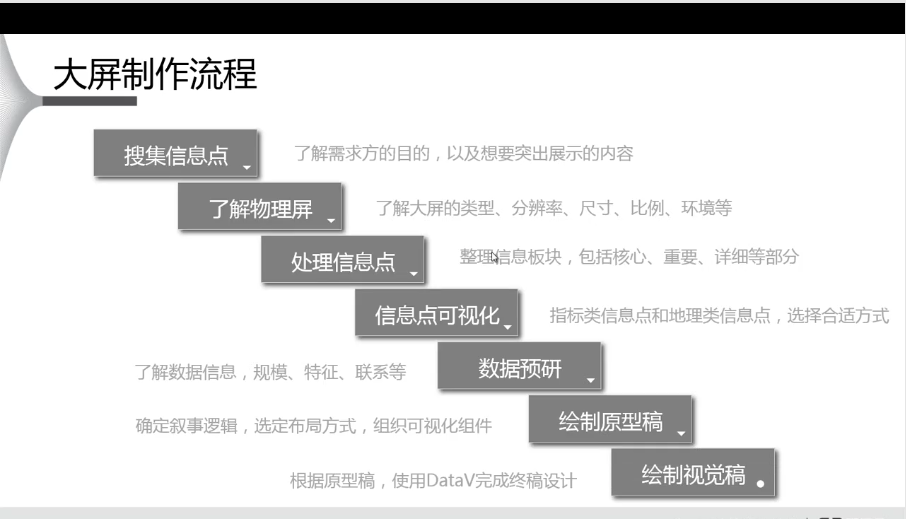 大屏制作流程
搜集信息点
了解需求方的目的，以及想要突出展示的内容
了解物理屏
了解大屏的类型、分辨率、尺寸、比例、环境等
处理信息点
整理信息板块，包括核心、重要、详细等部分
信息点可视化
指标类信息点和地理类信息点，选择合适方式
了解数据信息，规模、特征、联系等
数据预研
确定叙事逻辑，选定布局方式，组织可视化组件
绘制原型稿
根据原型稿，使用DataV完成终稿设计
绘制视觉稿